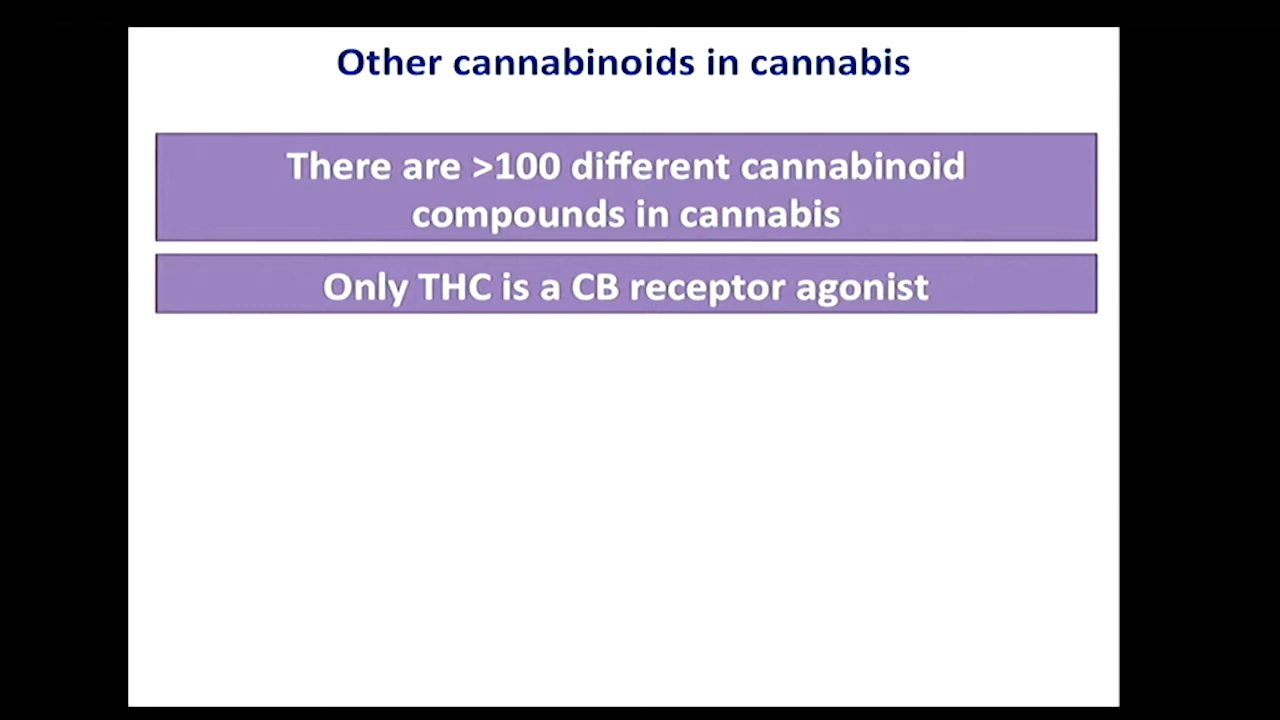 Other cannabinoids in cannabis
There are >100 different cannabinoid
compounds in cannabis
Only THC is a CB receptor agonist